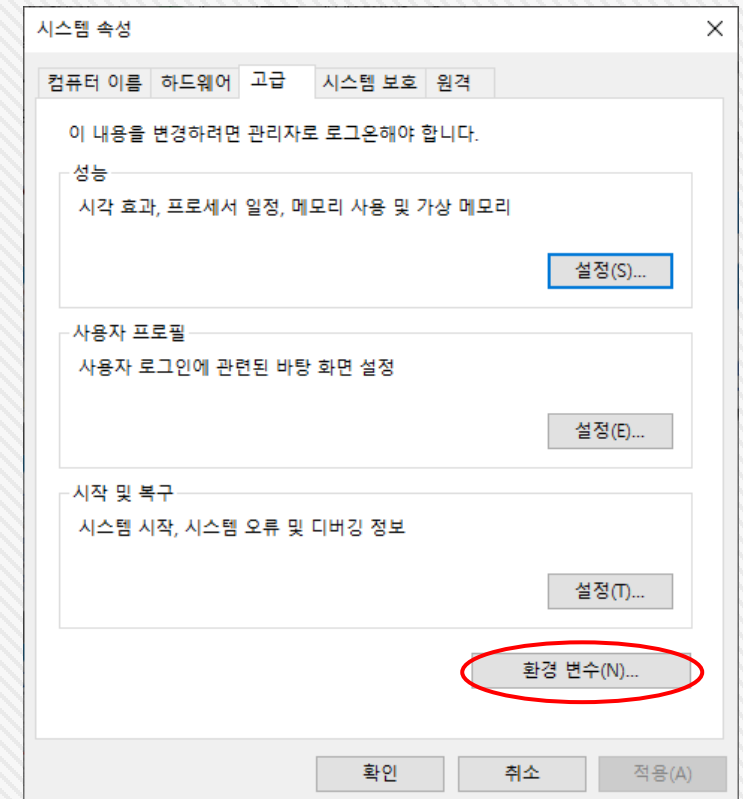 시스템 속성
컴퓨터 이름 하드웨어 고급 시스템 보호 원격
이 내용을 변경하려면 관리자로 로그온해야 합니다.
성능
시각 효과, 프로세서 일정, 메모리 사용 및 가상 메모리
설정(S)...
사용자 프로필
사용자 로그인에 관련된 바탕 화면 설정
설정(E)...
시작 및 복구
시스템 시작, 시스템 오류 및 디버깅 정보
설정(T)...
환경 변수(N)...
확인 취소 적용(A)